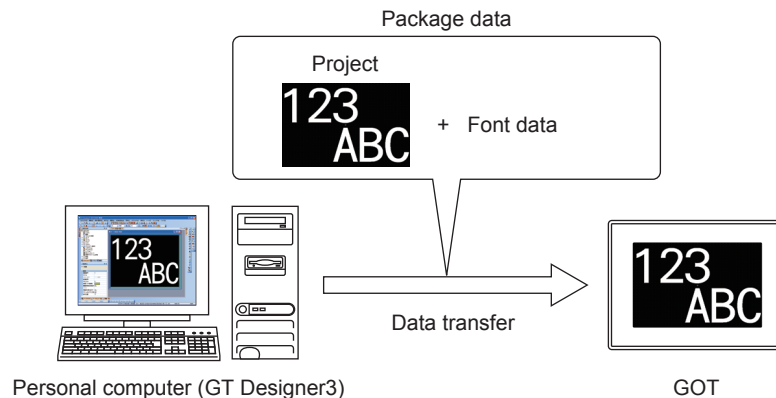 Package data
Project
123
ABC
+ Font data
123
ABC
123
ABC
Data transfer
Personal computer (GT Designer3)
GOT